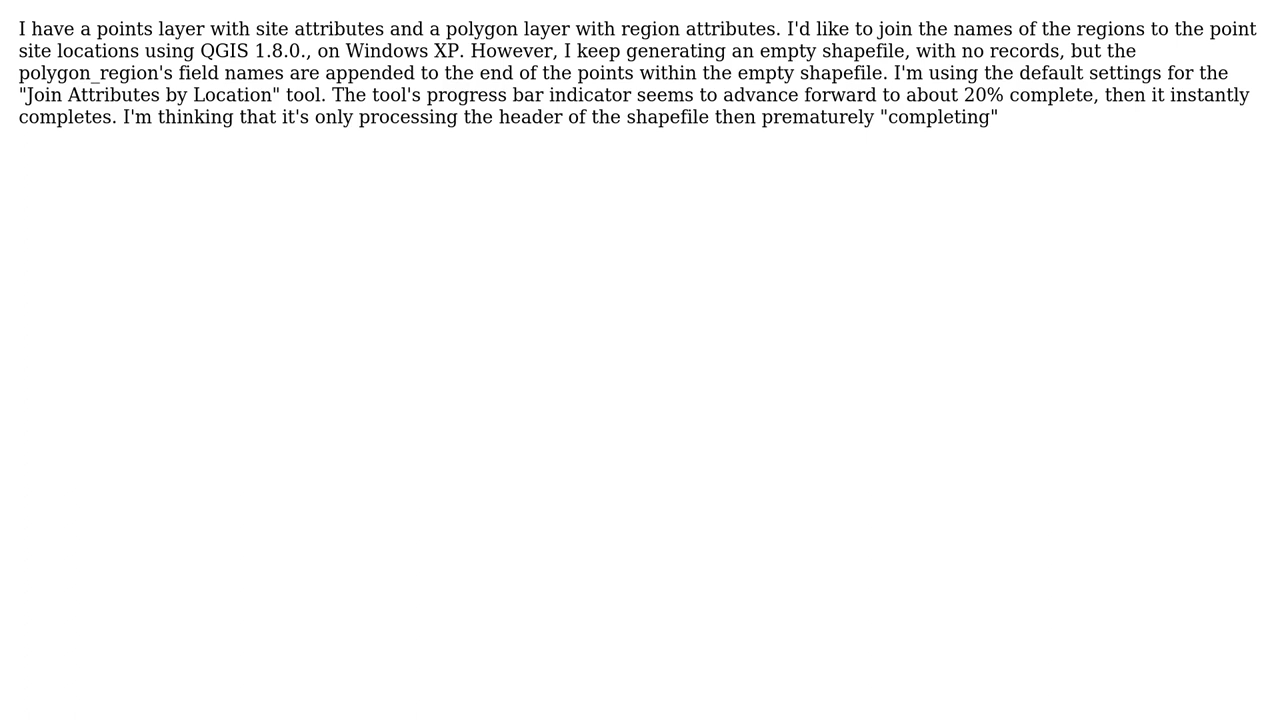 I have a points layer with site attributes and a polygon layer with region attributes. I'd like to join the names of the regions to the point
site locations using QGIS 1.8.0., on Windows XP. However, I keep generating an empty shapefile, with no records, but the
polygon_region's field names are appended to the end of the points within the empty shapefile. I'm using the default settings for the
"Join Attributes by Location" tool. The tool's progress bar indicator seems to advance forward to about 20% complete, then it instantly
completes. I'm thinking that it's only processing the header of the shapefile then prematurely "completing"